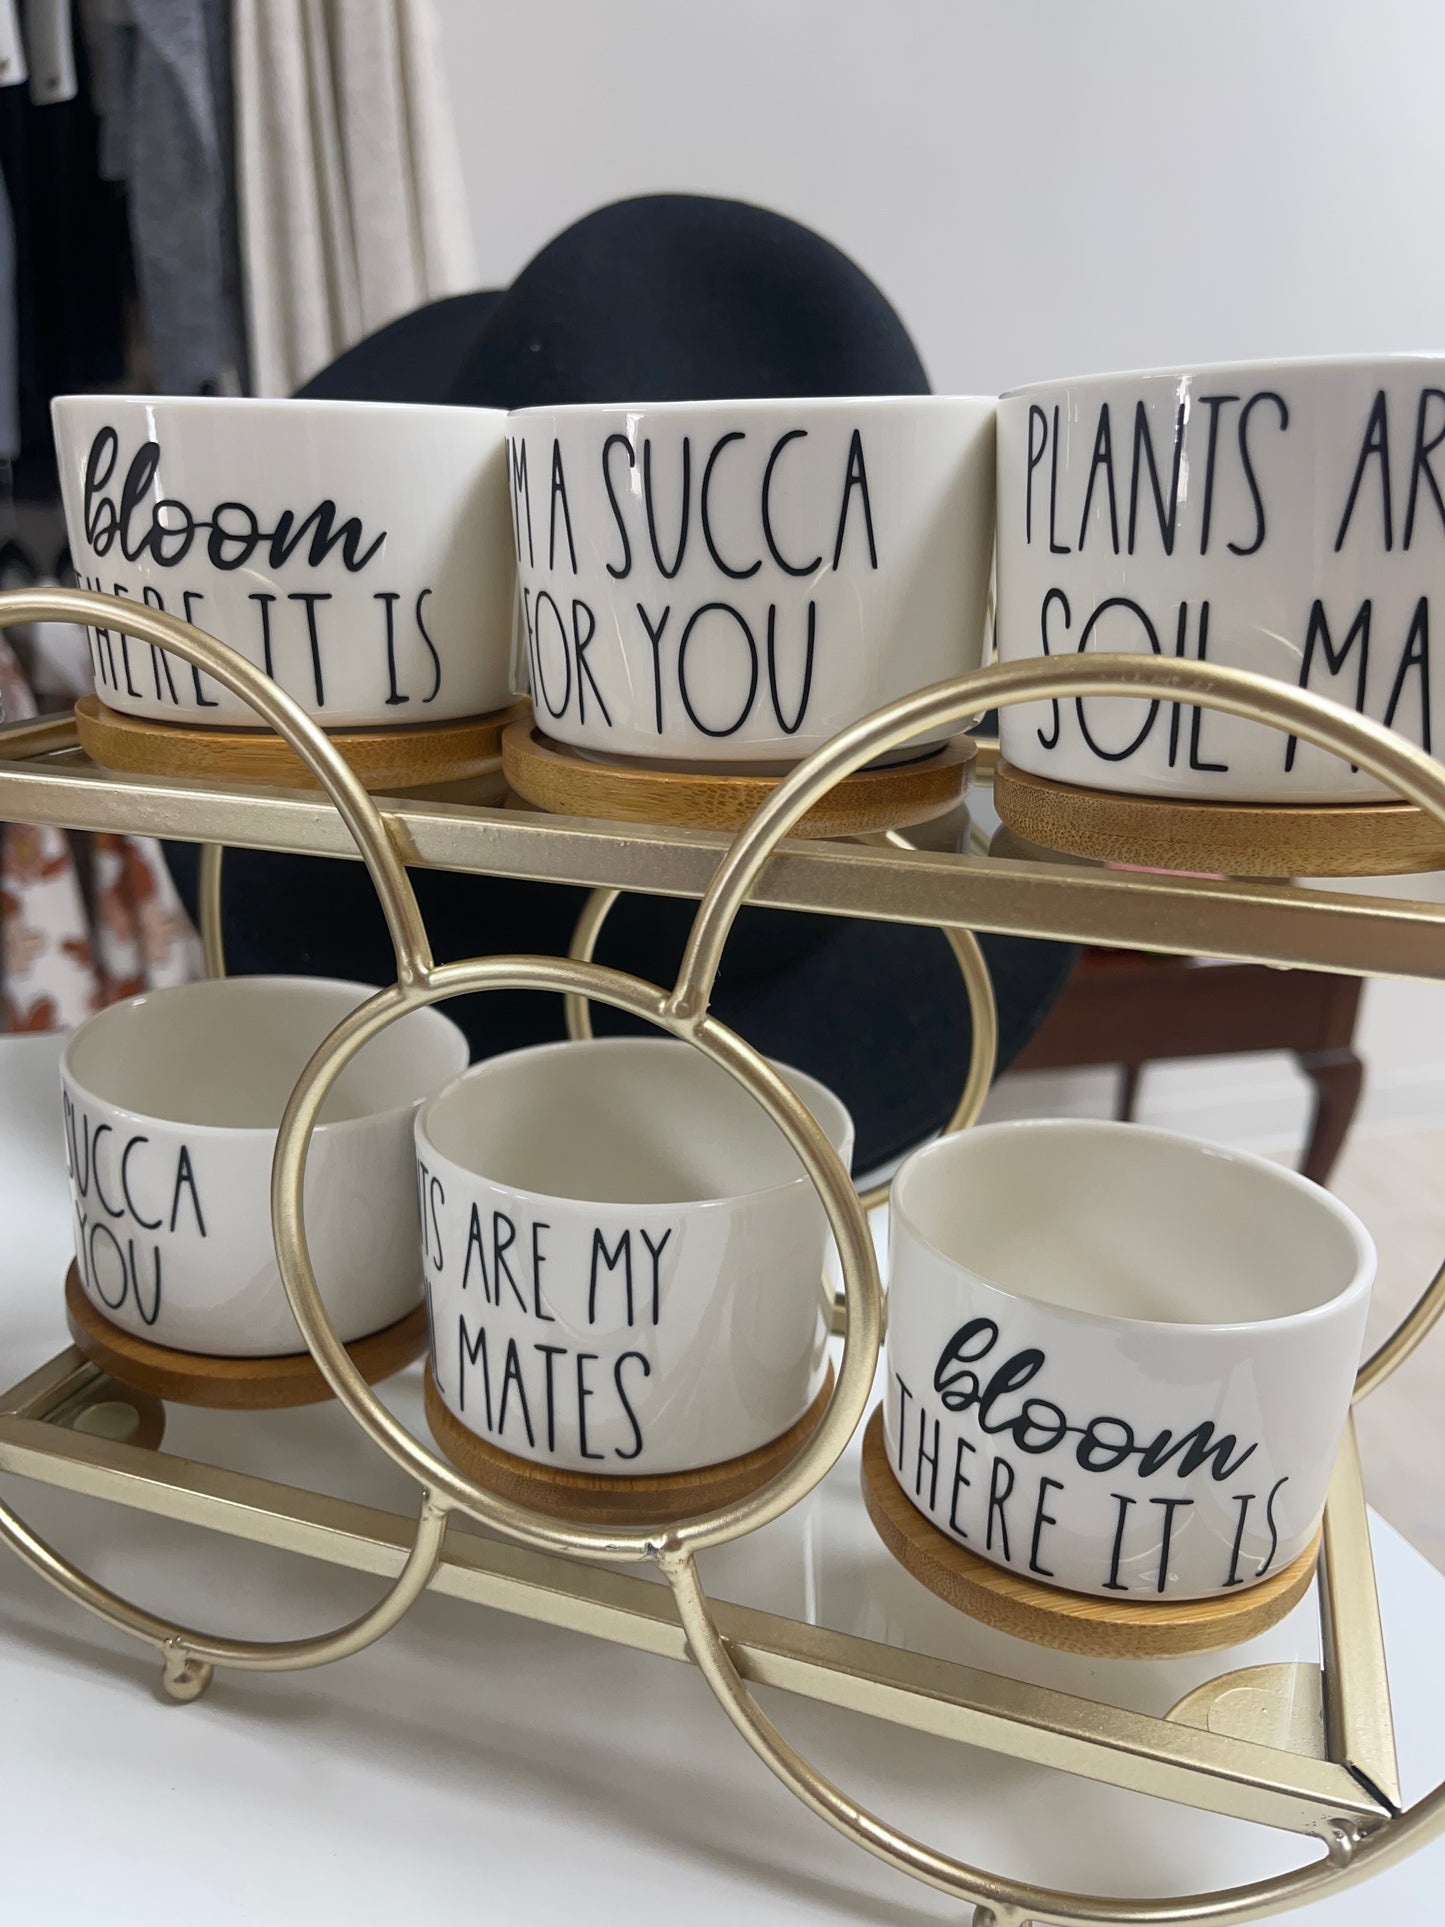 bloom
THERE IT IS
'M A SUCCA
FOR YOU
PLANTS AR
SOIL MA
SUCCA
YOU
TS ARE MY
IL MATES
bloom
THERE IT IS